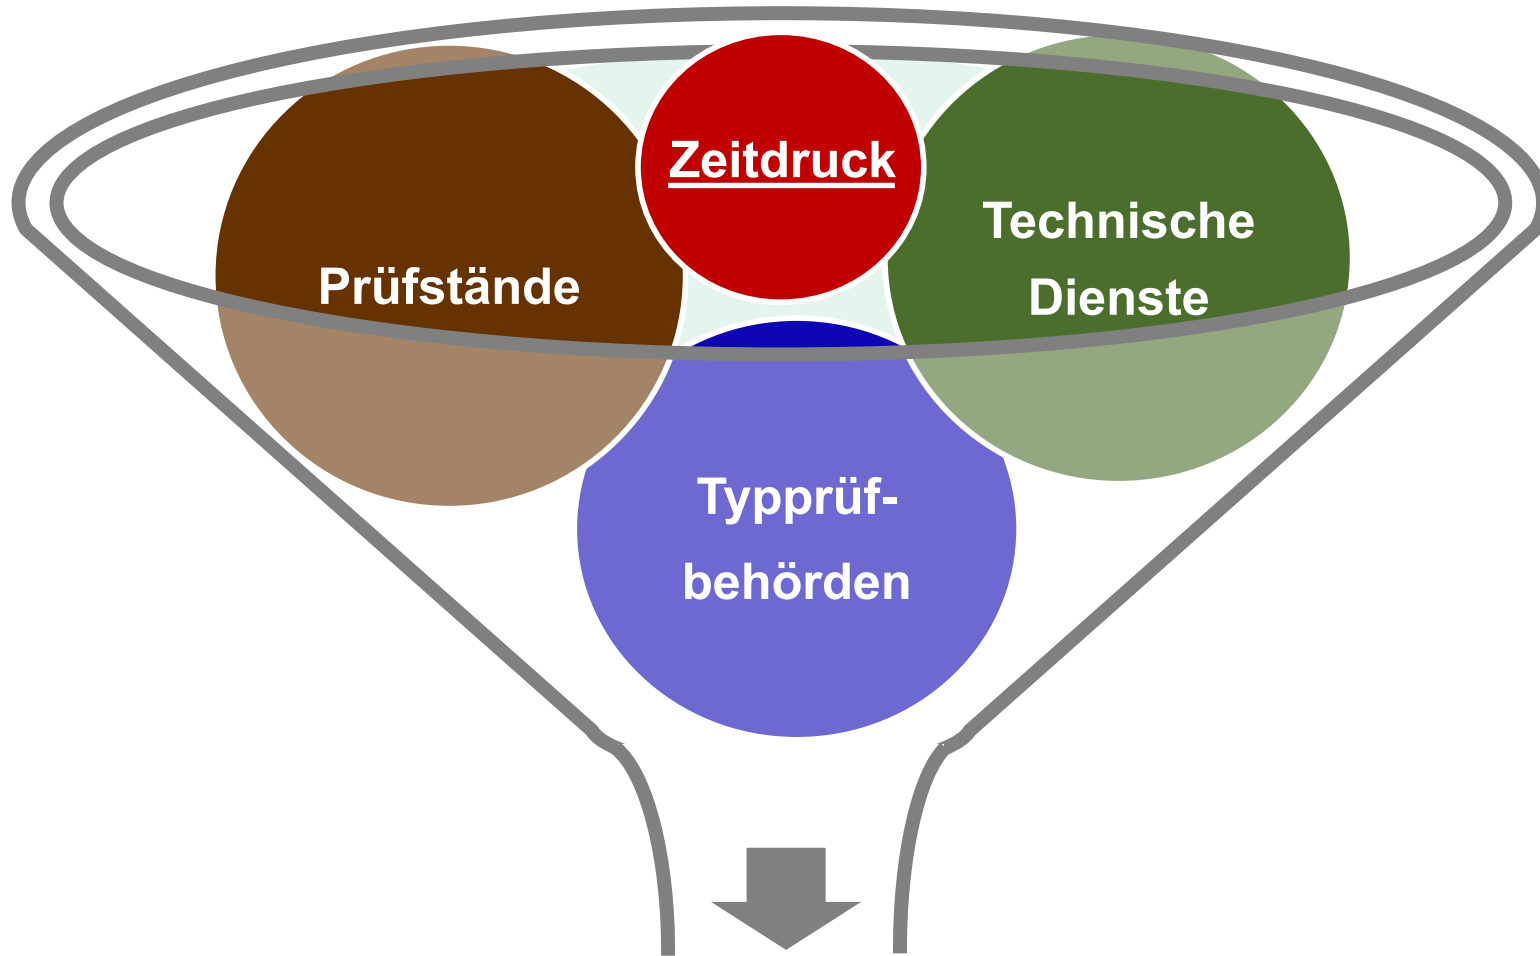 Zeitdruck
Prüfstände
Technische
Dienste
Typprüf-
behörden